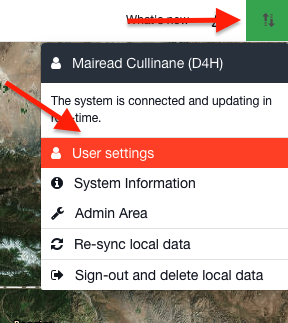 What's new
Mairead Cullinane (D4H)
The system is connected and updating in
real-time.
User settings
System Information
Admin Area
Re-sync local data
Sign-out and delete local data